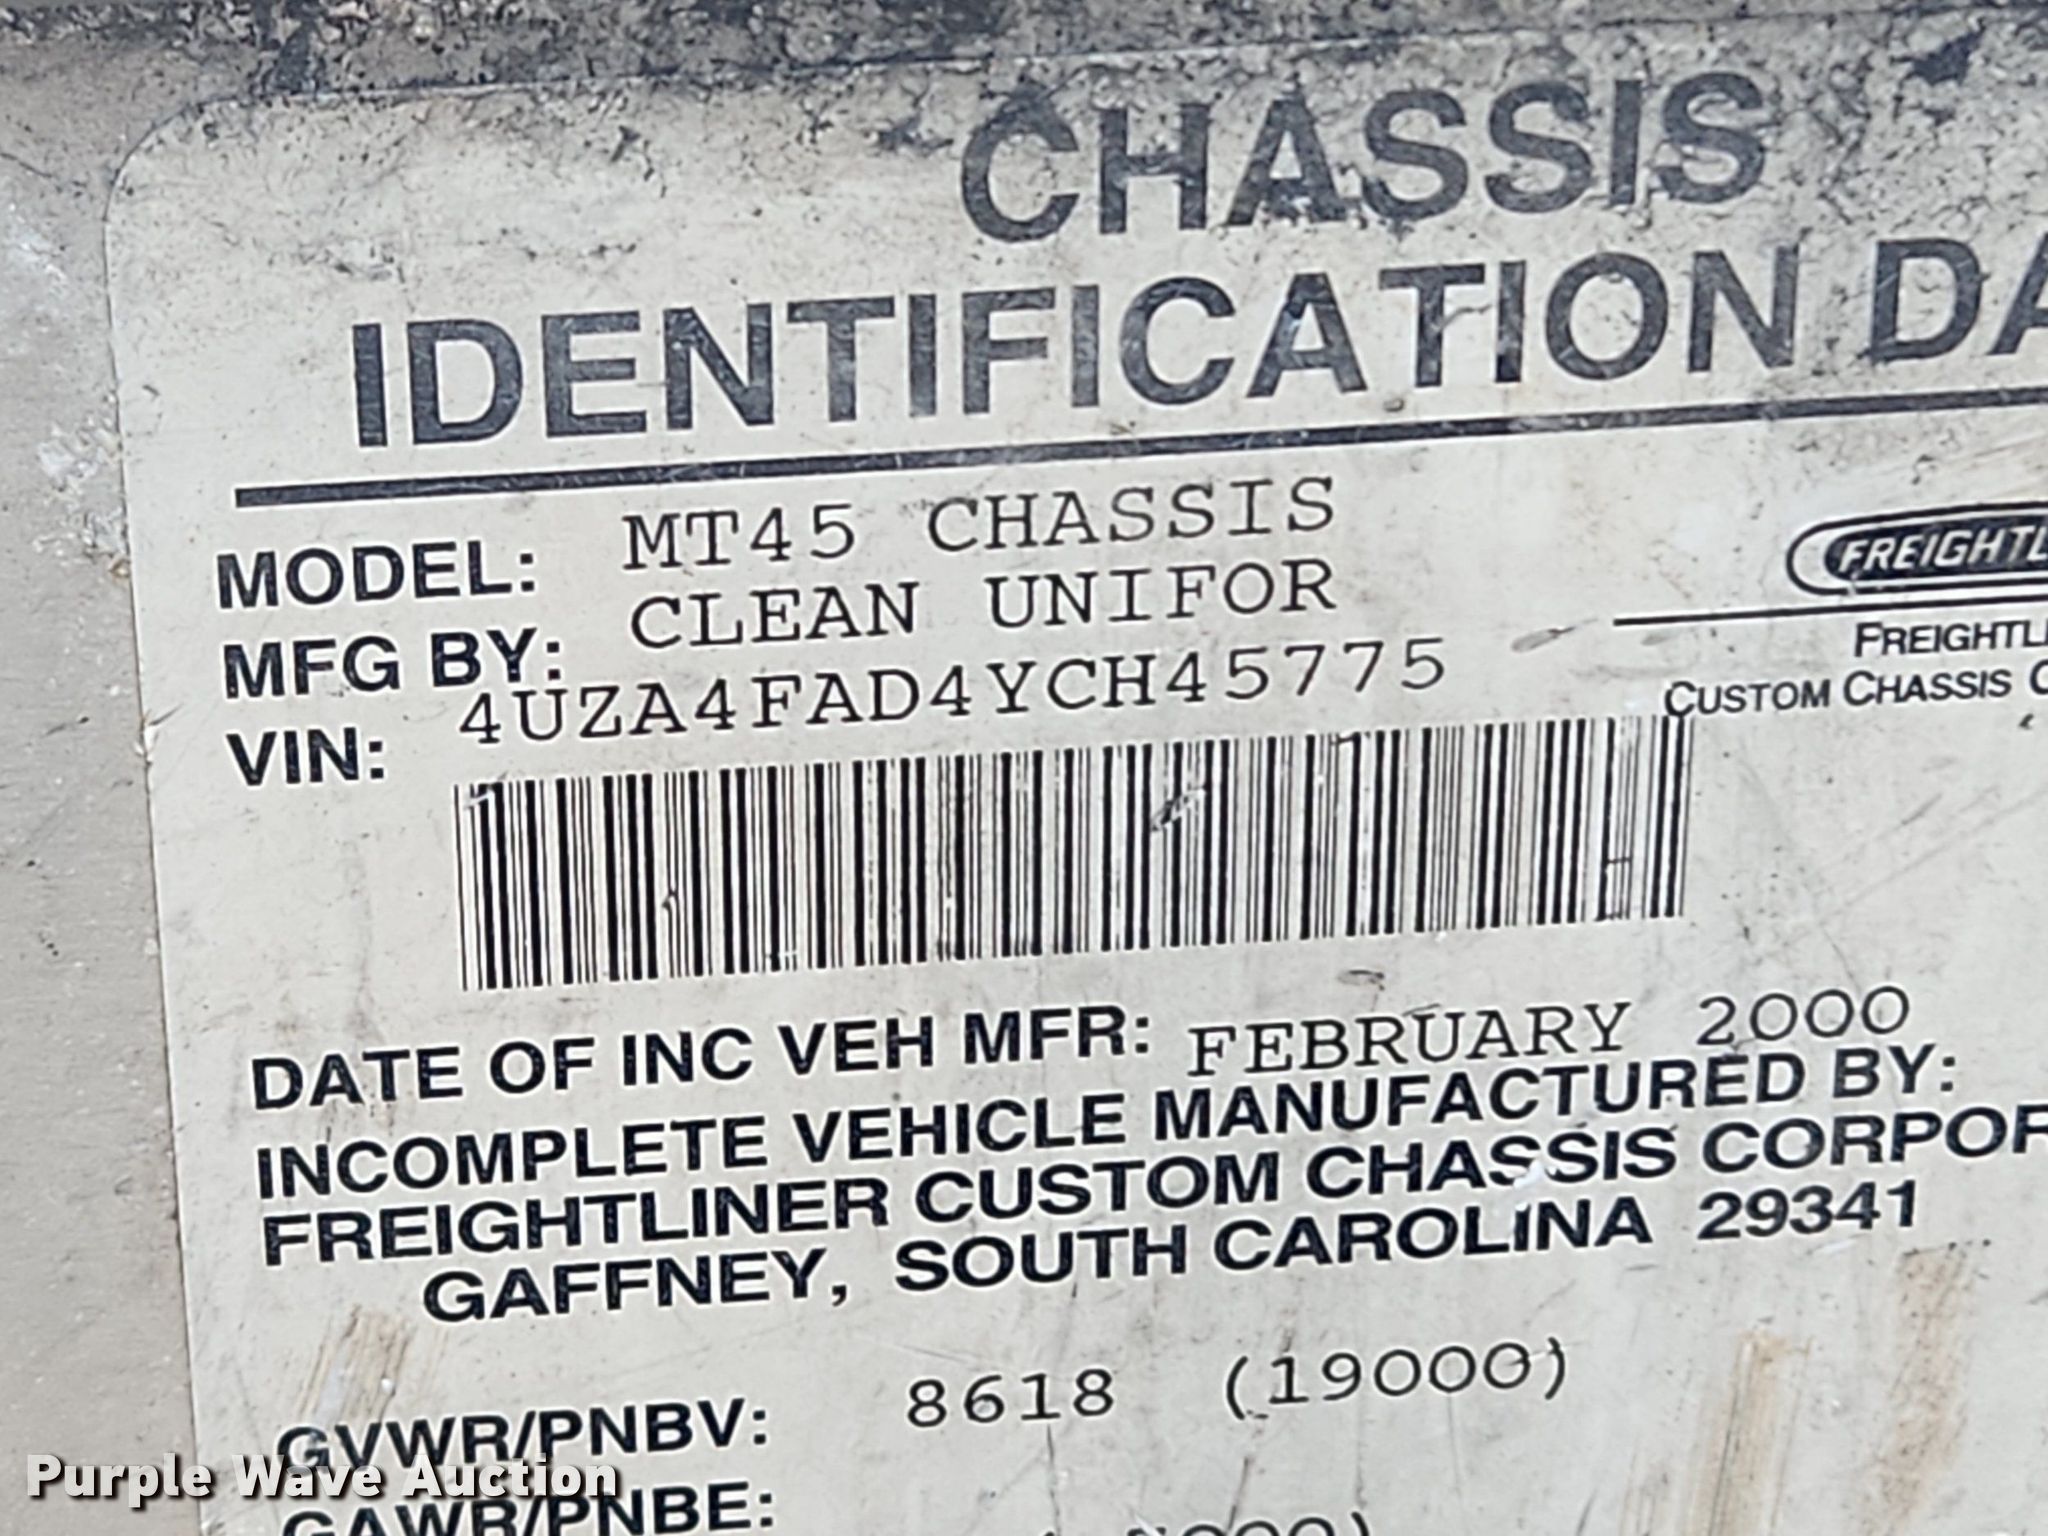 CHASSIS
IDENTIFICATION DA
MODEL: MT45 CHASSIS
MFG BY: CLEAN UNIFOR
VIN: 4UZA4FAD4YCH45775
FREIGHTL
FREIGHTLI
CUSTOM CHASSIS C
DATE OF INC VEH MFR: FEBRUARY 2000
INCOMPLETE VEHICLE MANUFACTURED BY:
FREIGHTLINER CUSTOM CHASSIS CORPOR
GAFFNEY, SOUTH CAROLINA 29341
GVWR/PNBV: 8618 (19000)
Purple Wave Auction
GAWR/PNBE: